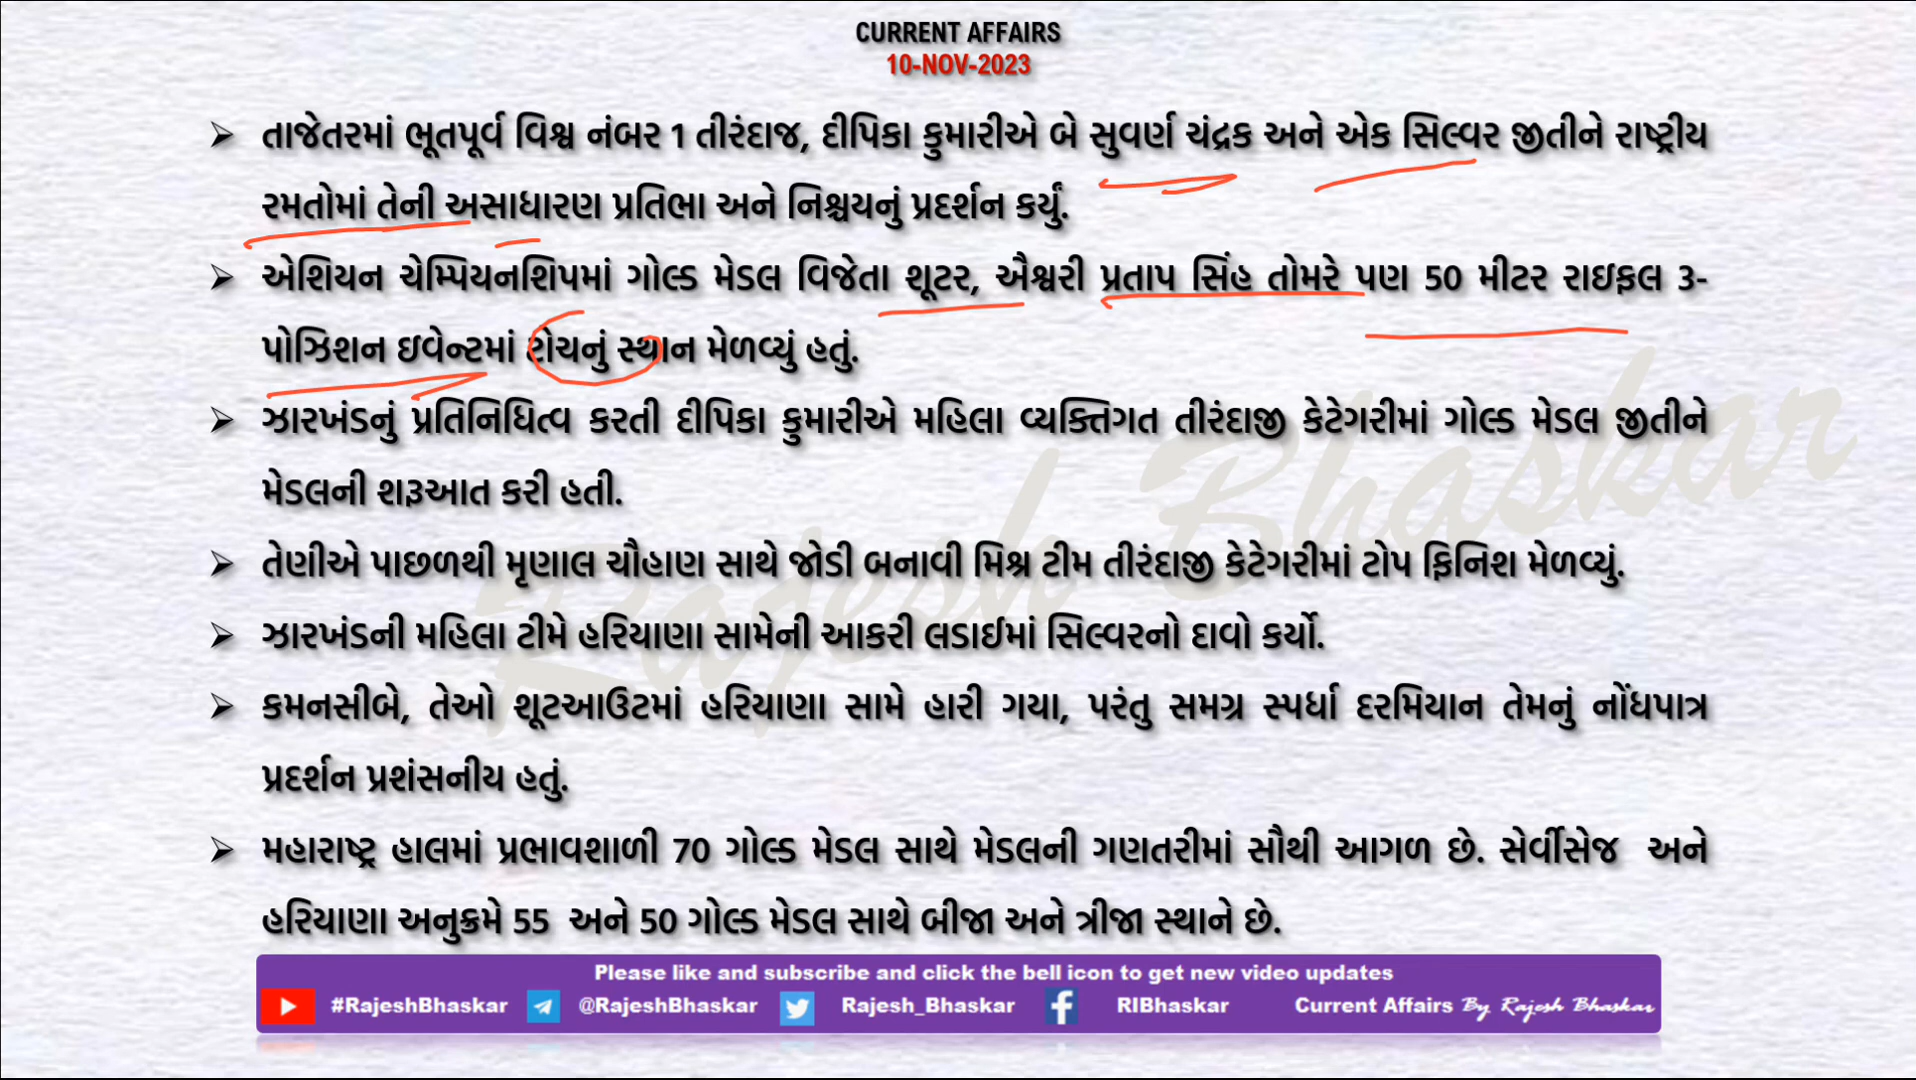 CURRENT AFFAIRS
10-NOV-2023
➢ તાજેતરમાં ભૂતપૂર્વ વિશ્વ નંબર 1 તીરંદાજ, દીપિકા કુમારીએ બે સુવર્ણ ચંદ્રક અને એક સિલ્વર જીતીને રાષ્ટ્રીય
રમતોમાં તેની અસાધારણ પ્રતિભા અને નિશ્ચયનું પ્રદર્શન કર્યું.
➢ એશિયન ચેમ્પિયનશિપમાં ગોલ્ડ મેડલ વિજેતા શૂટર, ઐશ્વરી પ્રતાપ સિંહ તોમરે પણ 50 મીટર રાઇફલ 3-
પોઝિશન ઇવેન્ટમાં ટોચનું સ્થાન મેળવ્યું હતું.
➢ ઝારખંડનું પ્રતિનિધિત્વ કરતી દીપિકા કુમારીએ મહિલા વ્યક્તિગત તીરંદાજી કેટેગરીમાં ગોલ્ડ મેડલ જીતીને
મેડલની શરૂઆત કરી હતી.
➢ તેણીએ પાછળથી મૃણાલ ચૌહાણ સાથે જોડી બનાવી મિશ્ર ટીમ તીરંદાજી કેટેગરીમાં ટોપ ફિનિશ મેળવ્યું.
➢ ઝારખંડની મહિલા ટીમે હરિયાણા સામેની આકરી લડાઈમાં સિલ્વરનો દાવો કર્યો.
➢ કમનસીબે, તેઓ શૂટઆઉટમાં હરિયાણા સામે હારી ગયા, પરંતુ સમગ્ર સ્પર્ધા દરમિયાન તેમનું નોંધપાત્ર
પ્રદર્શન પ્રશંસનીય હતું.
➢ મહારાષ્ટ્ર હાલમાં પ્રભાવશાળી 70 ગોલ્ડ મેડલ સાથે મેડલની ગણતરીમાં સૌથી આગળ છે. સેર્વીસેજ અને
હરિયાણા અનુક્રમે 55 અને 50 ગોલ્ડ મેડલ સાથે બીજા અને ત્રીજા સ્થાને છે.
Rajesh Bhaskar
Please like and subscribe and click the bell icon to get new video updates
#RajeshBhaskar @RajeshBhaskar Rajesh_Bhaskar RIBhaskar Current Affairs By Rajesh Bhaskar